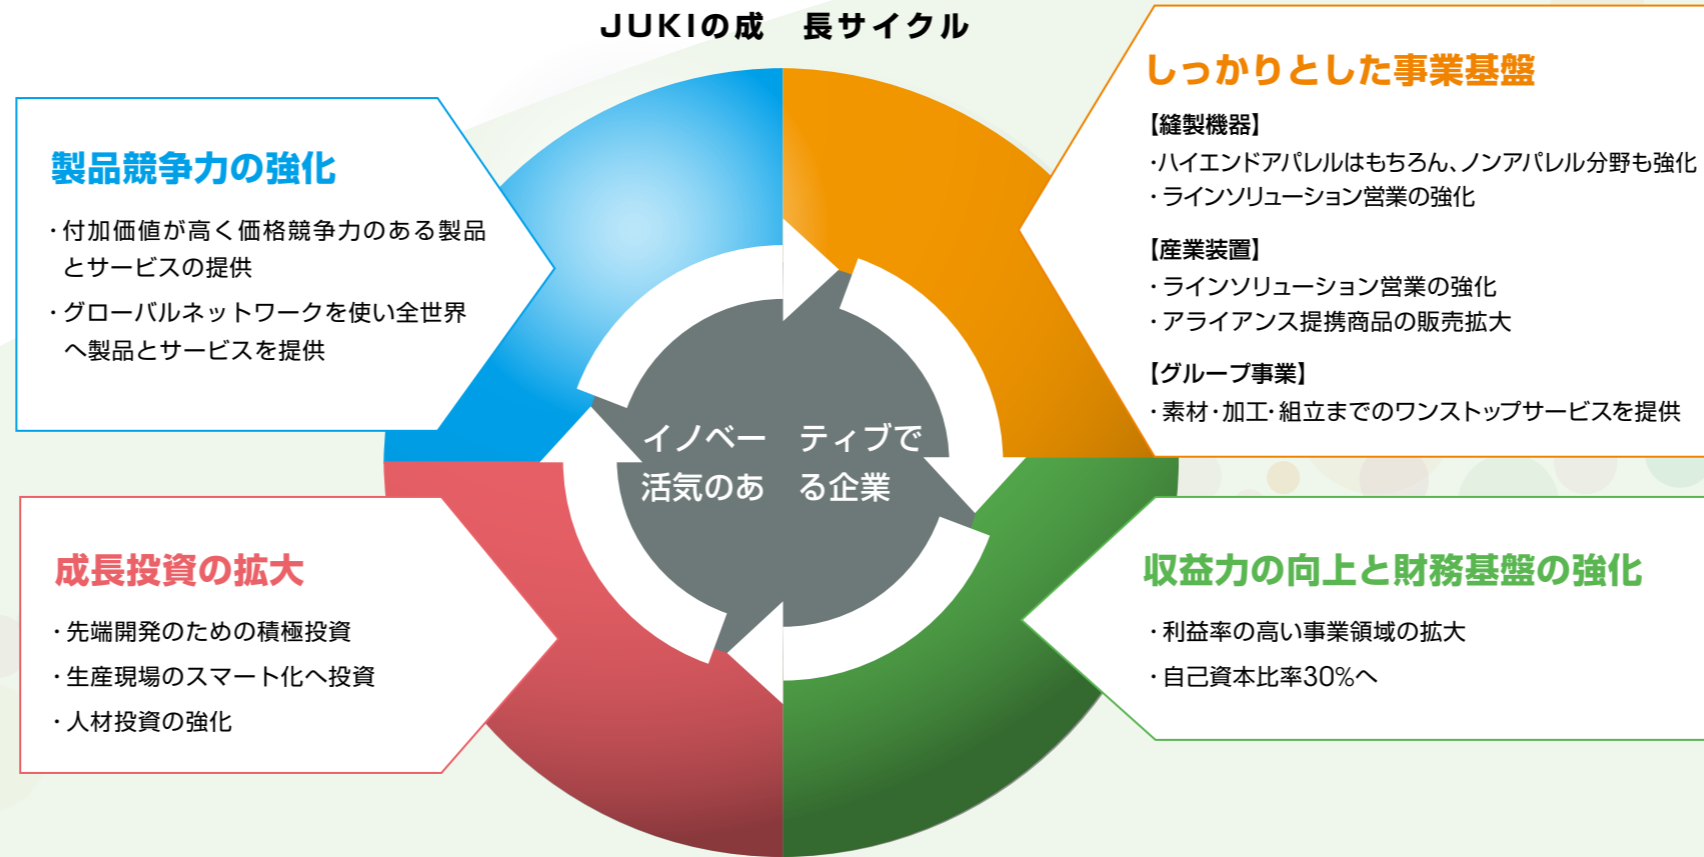 JUKIの成 長サイクル
製品競争力の強化
・付加価値が高く価格競争力のある製品
とサービスの提供
・グローバルネットワークを使い全世界
へ製品とサービスを提供
しっかりとした事業基盤
【縫製機器】
・ハイエンドアパレルはもちろん、ノンアパレル分野も強化
・ラインソリューション営業の強化
【産業装置】
・ラインソリューション営業の強化
・アライアンス提携商品の販売拡大
【グループ事業】
・素材・加工・組立までのワンストップサービスを提供
イノベー ティブで
活気のあ る企業
成長投資の拡大
・先端開発のための積極投資
・生産現場のスマート化へ投資
・人材投資の強化
収益力の向上と財務基盤の強化
・利益率の高い事業領域の拡大
・自己資本比率30%へ